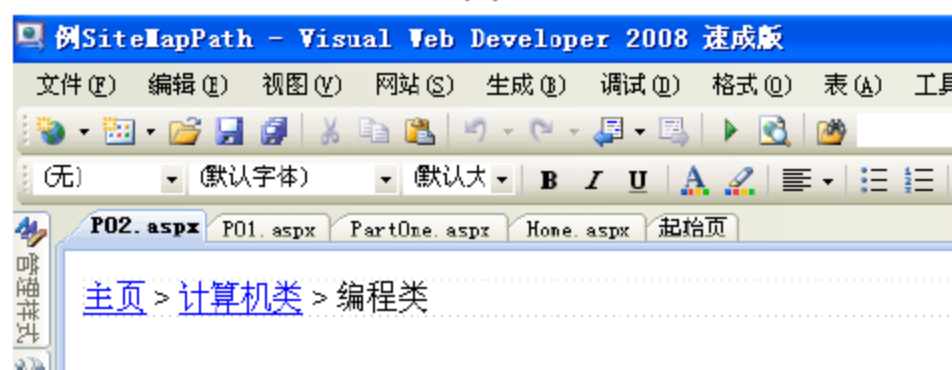 例SiteMapPath - Visual Web Developer 2008 速成版
文件(F) 编辑(E) 视图(V) 网站(S) 生成(B) 调试(D) 格式(O) 表(A) 工具
(无) (默认字体) (默认大 B I U A
P02.aspx P01.aspx PartOne.aspx Home.aspx 起始页
管理样式
主页 > 计算机类 > 编程类